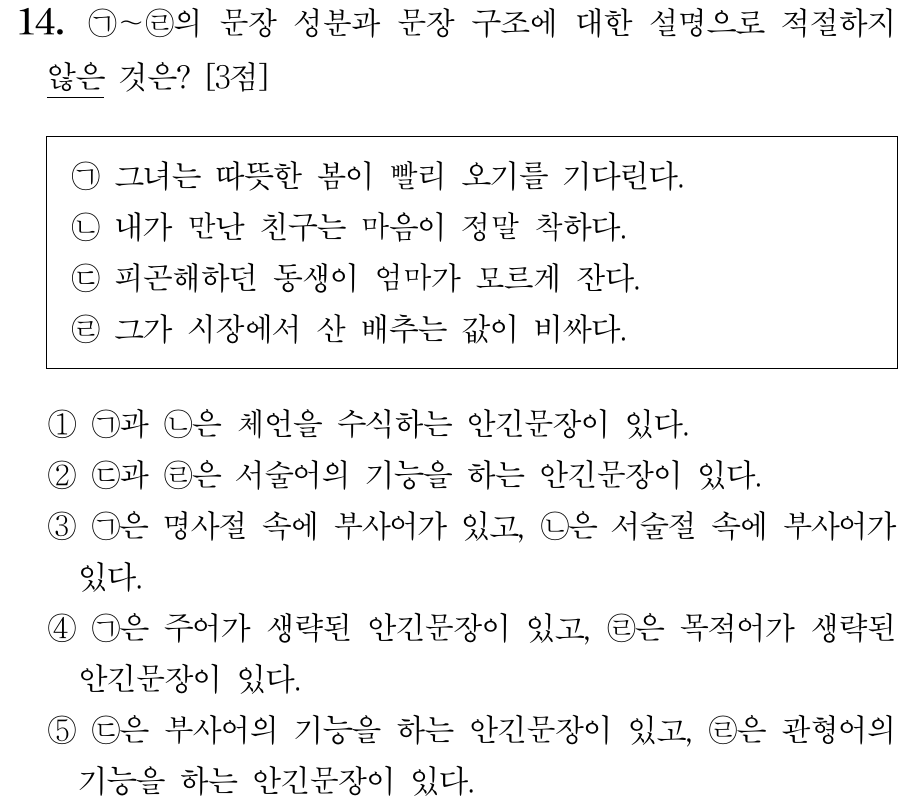 14. ㉠~㉣의 문장 성분과 문장 구조에 대한 설명으로 적절하지
않은 것은? [3점]
㉠ 그녀는 따뜻한 봄이 빨리 오기를 기다린다.
㉡ 내가 만난 친구는 마음이 정말 착하다.
㉢ 피곤해하던 동생이 엄마가 모르게 잔다.
㉣ 그가 시장에서 산 배추는 값이 비싸다.
① ㉠과 ㉡은 체언을 수식하는 안긴문장이 있다.
② ㉢과 ㉣은 서술어의 기능을 하는 안긴문장이 있다.
③ ㉠은 명사절 속에 부사어가 있고, ㉡은 서술절 속에 부사어가
있다.
④ ㉠은 주어가 생략된 안긴문장이 있고, ㉣은 목적어가 생략된
안긴문장이 있다.
⑤ ㉢은 부사어의 기능을 하는 안긴문장이 있고, ㉣은 관형어의
기능을 하는 안긴문장이 있다.